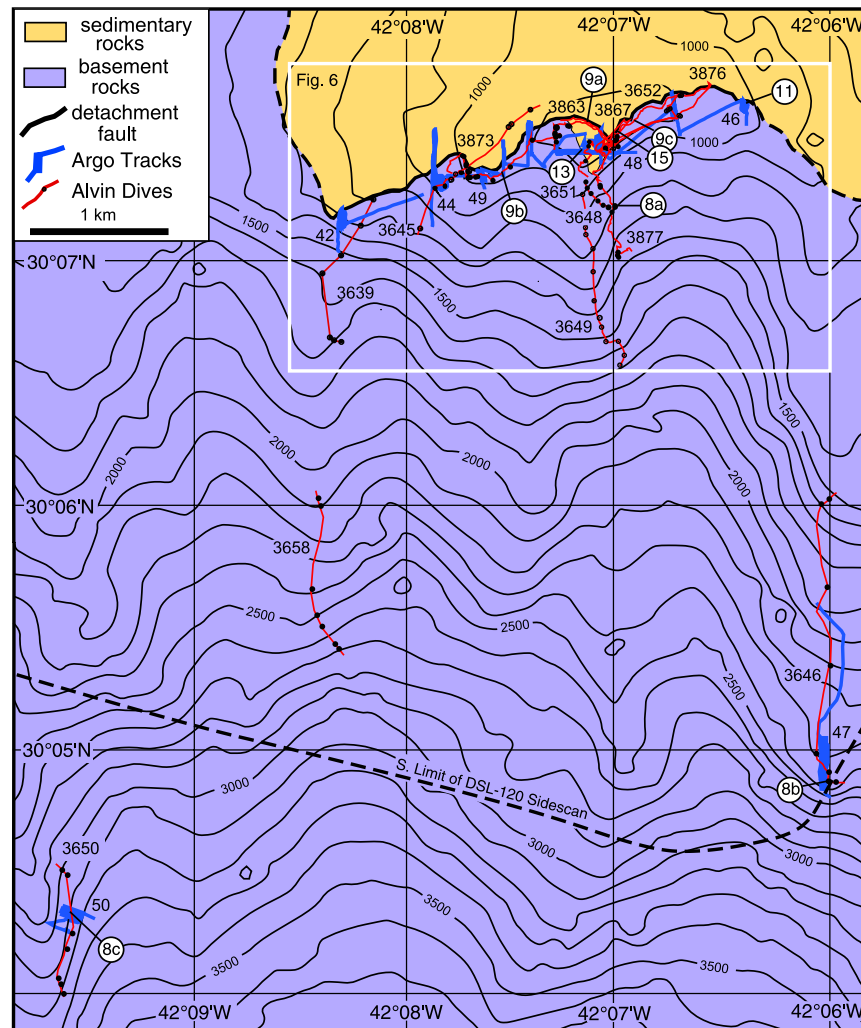 sedimentary
rocks
basement
rocks
detachment
fault
Argo Tracks
Alvin Dives
1 km
42°08'W
42°07'W
42°06'W
Fig. 6
1000
1000
9a
3652
3876
11
3863
3867
46
3873
9c
1000
48
15
13
3651
49
44
9b
3648
8a
42
3645
1500
3877
30°07'N
3639
1500
3649
1500
2000
2000
2000
30°06'N
3658
2500
2500
3646
2500
47
30°05'N
S. Limit of DSL-120 Sidescan
3000
8b
3650
3000
3000
50
3500
8c
3500
3500
42°09'W
42°08'W
42°07'W
42°06'W